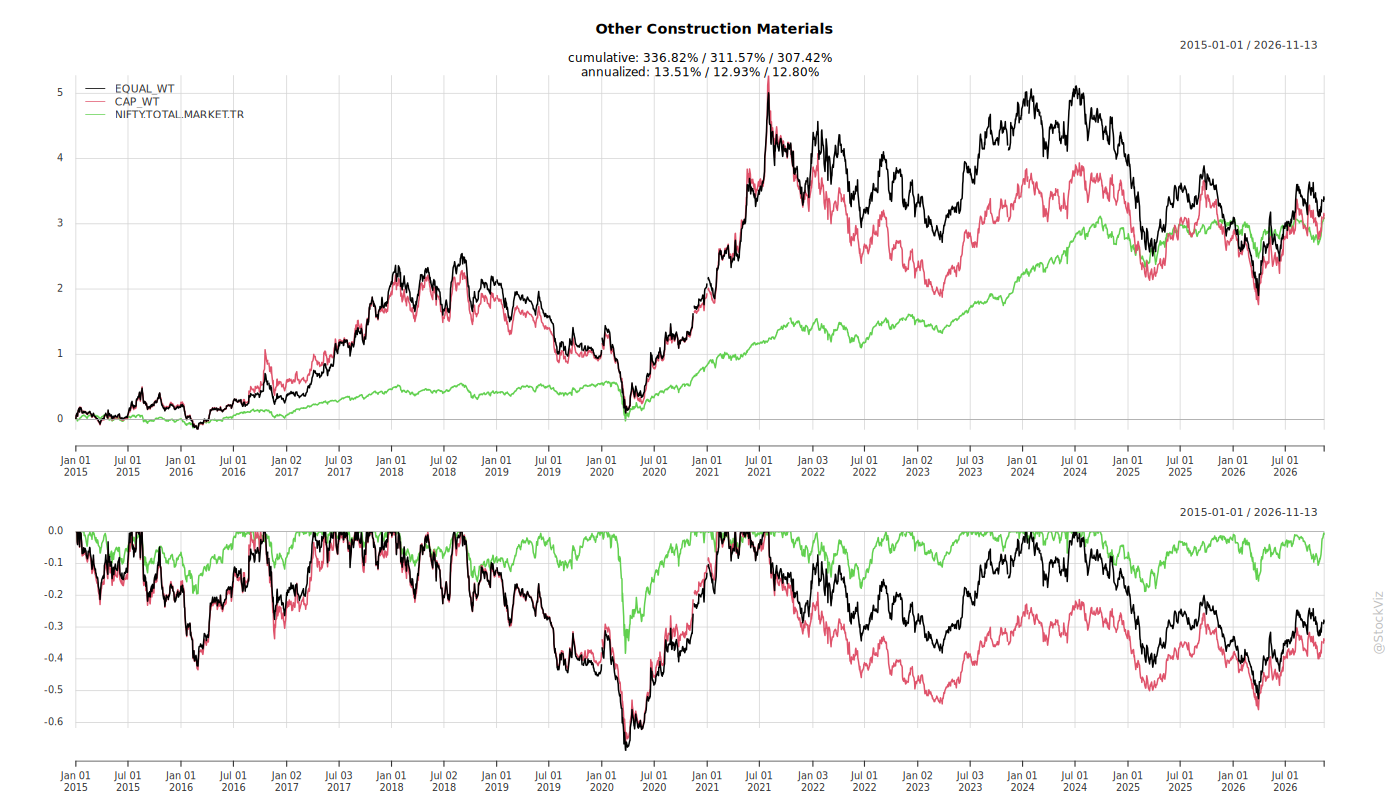 Other Construction Materials
2015-01-01 / 2026-11-13
cumulative: 336.82% / 311.57% / 307.42%
annualized: 13.51% / 12.93% / 12.80%
EQUAL_WT
CAP_WT
NIFTY.TOTAL.MARKET.TR
5
4
3
2
1
0
Jan 01 Jul 01 Jan 01 Jul 01 Jan 02 Jul 03 Jan 01 Jul 02 Jan 01 Jul 01 Jan 01 Jul 01 Jan 01 Jul 01 Jan 03 Jul 01 Jan 02 Jul 03 Jan 01 Jul 01 Jan 01 Jul 01 Jan 01 Jul 01
2015 2015 2016 2016 2017 2017 2018 2018 2019 2019 2020 2020 2021 2021 2022 2022 2023 2023 2024 2024 2025 2025 2026 2026
2015-01-01 / 2026-11-13
0.0
-0.1
-0.2
-0.3
-0.4
-0.5
-0.6
Jan 01 Jul 01 Jan 01 Jul 01 Jan 02 Jul 03 Jan 01 Jul 02 Jan 01 Jul 01 Jan 01 Jul 01 Jan 01 Jul 01 Jan 03 Jul 01 Jan 02 Jul 03 Jan 01 Jul 01 Jan 01 Jul 01 Jan 01 Jul 01
2015 2015 2016 2016 2017 2017 2018 2018 2019 2019 2020 2020 2021 2021 2022 2022 2023 2023 2024 2024 2025 2025 2026 2026
@StockViz